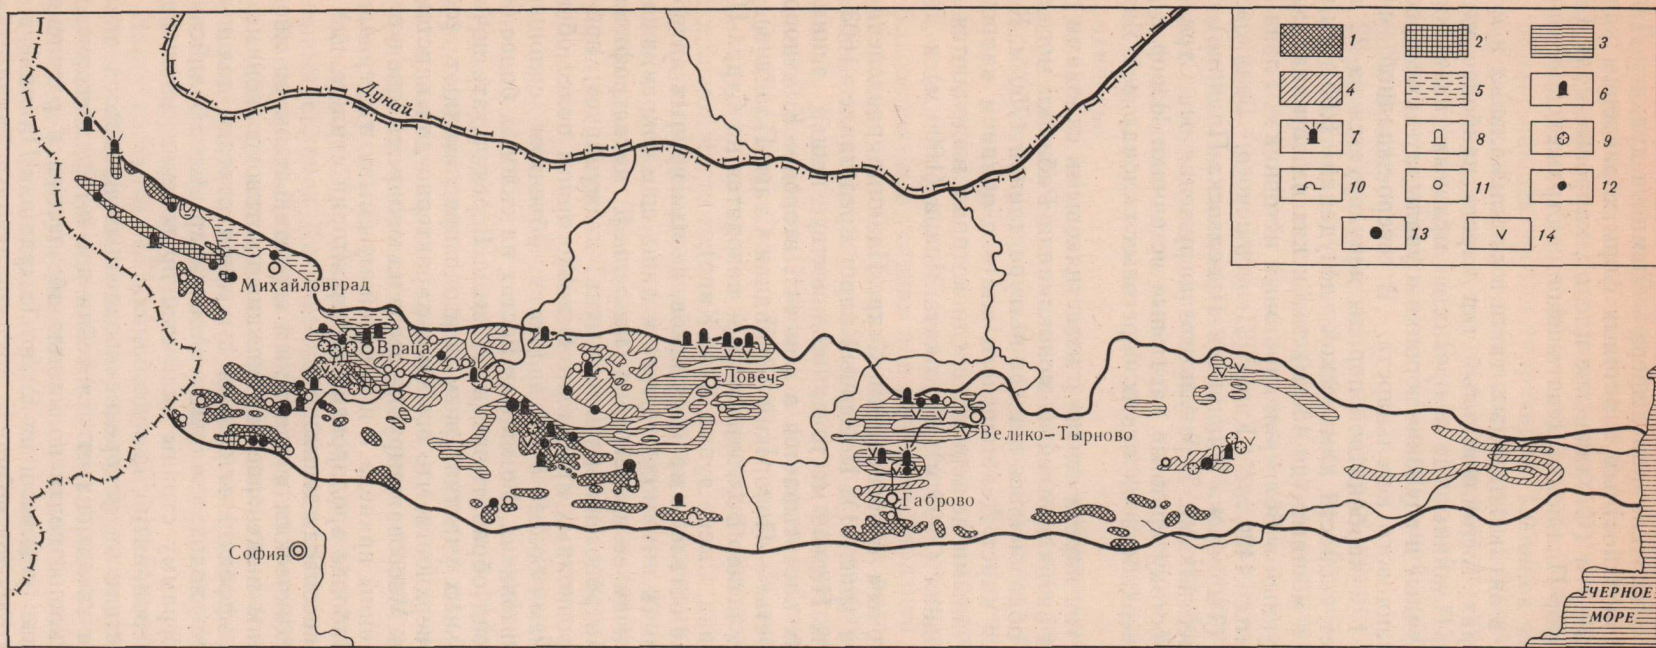 1 2 3
4 5 6
7 8 9
10 11 12
13 14
Дунай
Михайловград
Враца
Ловеч
Велико-Тырново
Габрово
София
ЧЕРНОЕ
МОРЕ